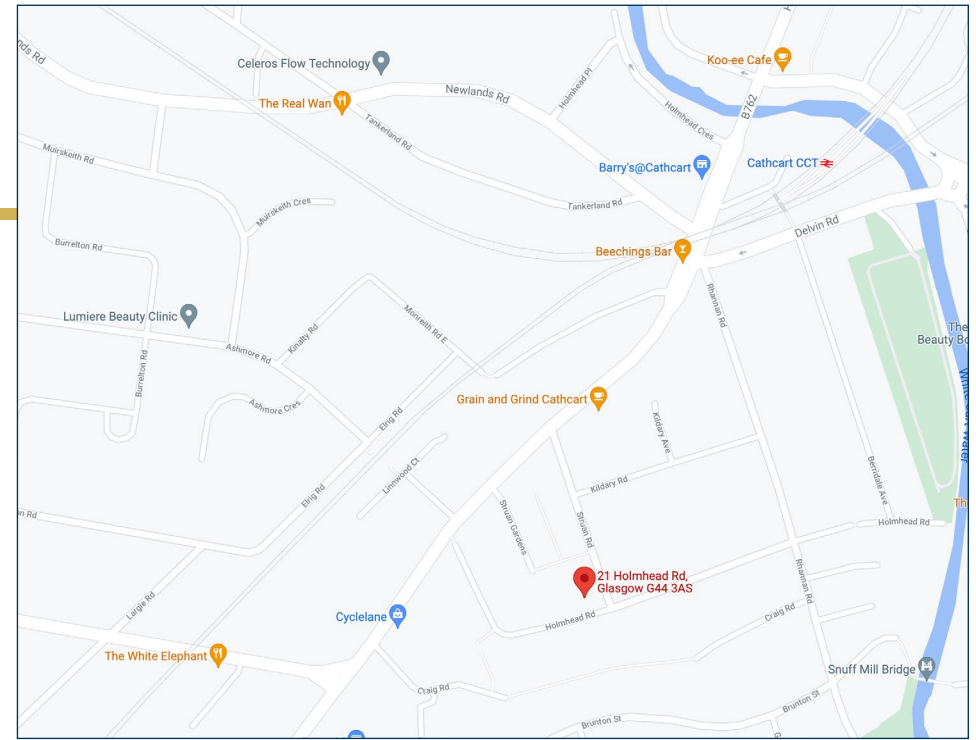 nds Rd
Celeros Flow Technology
The Real Wan
Newlands Rd
Holmhead Pl
Koo-ee Cafe
B762
Holmhead Cres
Tankerland Rd
Muirskeith Rd
Barry's@Cathcart
Cathcart CCT
Muirskeith Cres
Tankerland Rd
Delvin Rd
Burrelton Rd
Beechings Bar
Rhannan Rd
Lumiere Beauty Clinic
Kinalty Rd
Monreith Rd E
The
Beauty Bo
Ashmore Rd
Burrelton Rd
Ashmore Cres
Elrig Rd
Grain and Grind Cathcart
Kildary Ave
White Cart Water
Linnwood Ct
Elrig Rd
Kildary Rd
Berridale Ave
Th
n Rd
Struan Gardens
Struan Rd
Holmhead Rd
21 Holmhead Rd,
Glasgow G44 3AS
Rhannan Rd
Largie Rd
Cyclelane
Holmhead Rd
Craig Rd
The White Elephant
Snuff Mill Bridge
Craig Rd
Brunton St
Brunton St
G